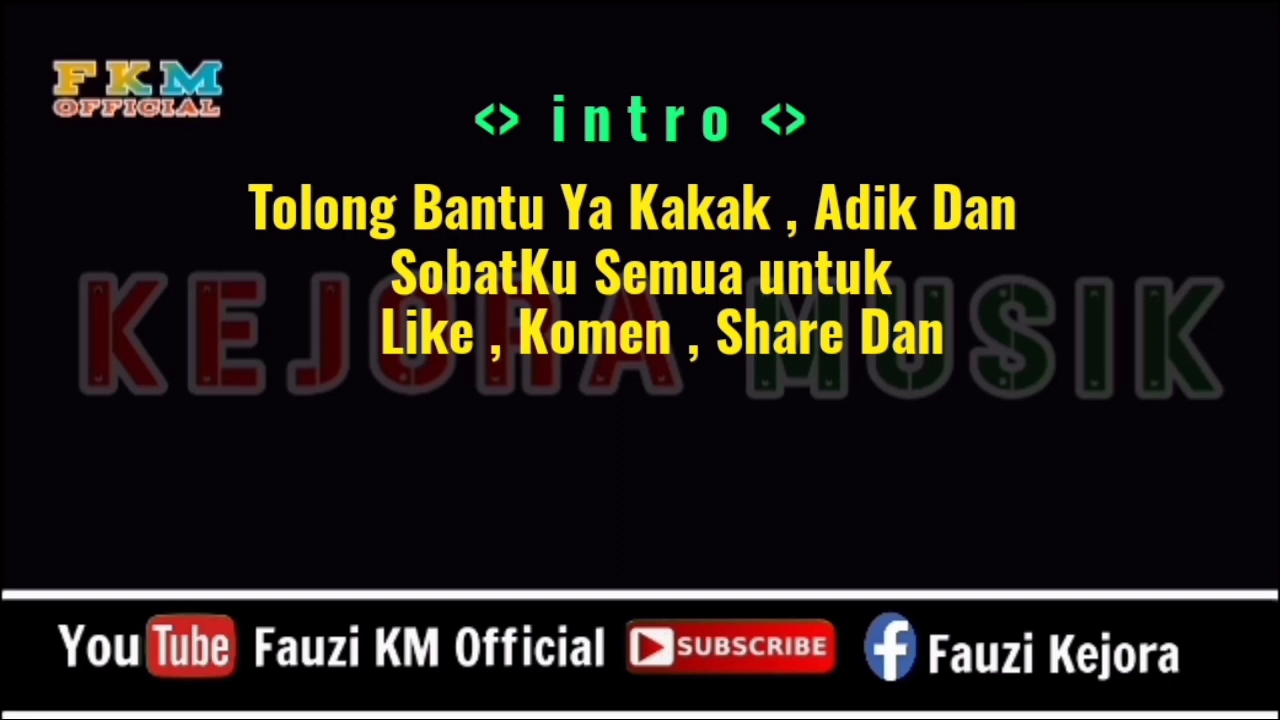 FKM
OFFICIAL
<> intro <>
Tolong Bantu Ya Kakak , Adik Dan
SobatKu Semua untuk
Like , Komen , Share Dan
KEJORA MUSIK
YouTube Fauzi KM Official SUBSCRIBE f Fauzi Kejora